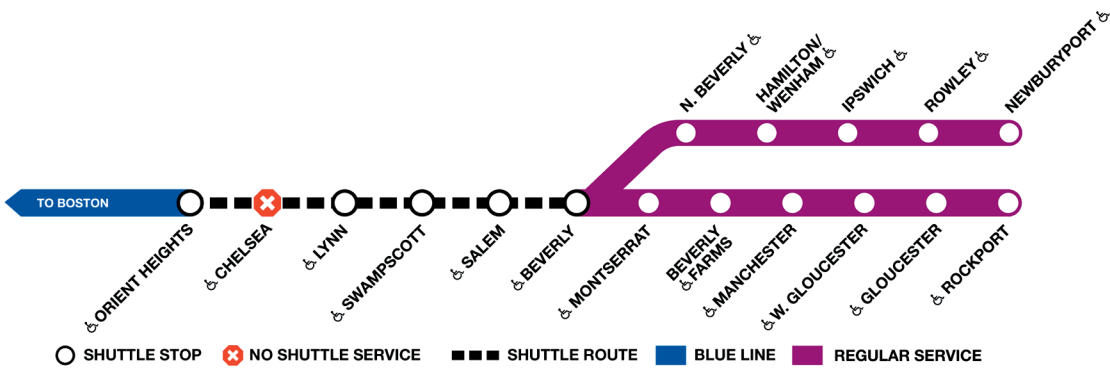 N. BEVERLY
HAMILTON/
WENHAM
IPSWICH
ROWLEY
NEWBURYPORT
TO BOSTON
ORIENT HEIGHTS
CHELSEA
LYNN
SWAMPSCOTT
SALEM
BEVERLY
MONTSERRAT
BEVERLY
FARMS
MANCHESTER
W. GLOUCESTER
GLOUCESTER
ROCKPORT
SHUTTLE STOP
NO SHUTTLE SERVICE
SHUTTLE ROUTE
BLUE LINE
REGULAR SERVICE